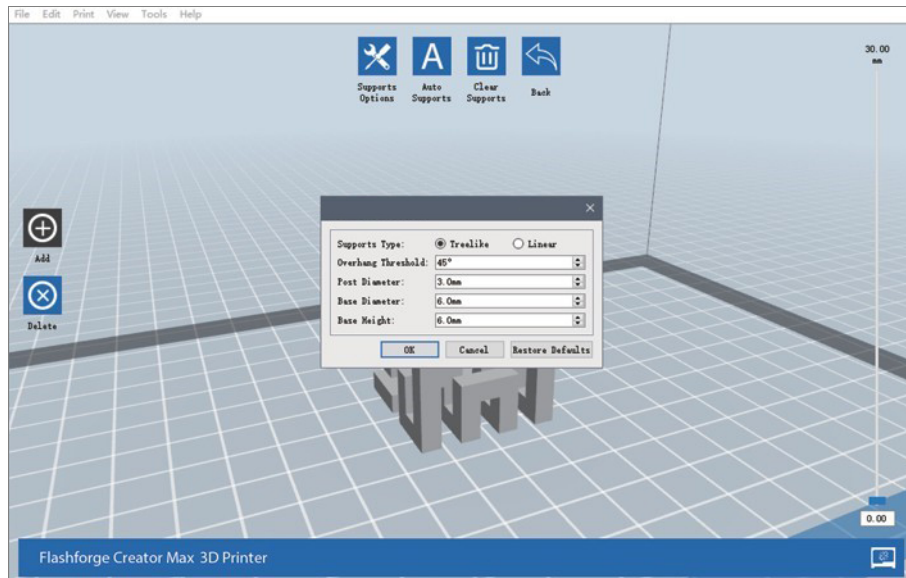 File Edit Print View Tools Help
Supports Options
Auto Supports
Clear Supports
Back
30.00
mm
Add
Delete
Supports Type: Treelike Linear
Overhang Threshold: 45°
Post Diameter: 3.0mm
Base Diameter: 6.0mm
Base Height: 6.0mm
OK Cancel Restore Defaults
0.00
Flashforge Creator Max 3D Printer